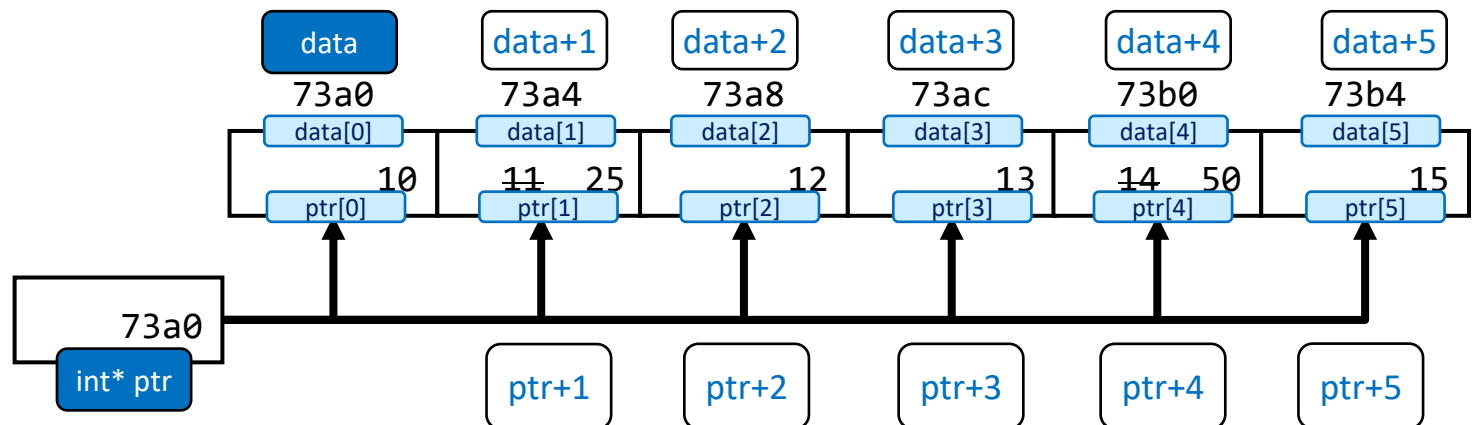 data data+1 data+2 data+3 data+4 data+5
73a0 73a4 73a8 73ac 73b0 73b4
data[0] data[1] data[2] data[3] data[4] data[5]
10 11 25 12 13 14 50 15
ptr[0] ptr[1] ptr[2] ptr[3] ptr[4] ptr[5]
73a0
int* ptr ptr+1 ptr+2 ptr+3 ptr+4 ptr+5